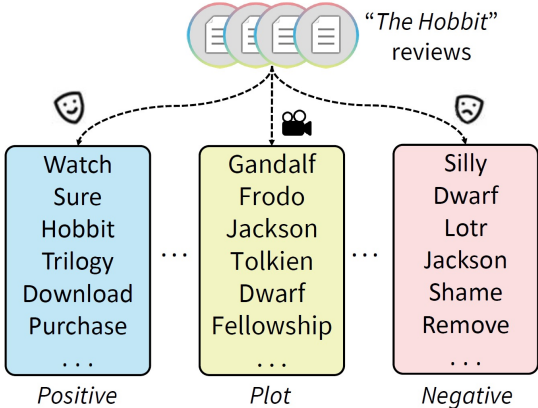 “The Hobbit”
reviews
Watch
Sure
Hobbit
Trilogy
Download
Purchase
...
Positive
...
Gandalf
Frodo
Jackson
Tolkien
Dwarf
Fellowship
...
Plot
...
Silly
Dwarf
Lotr
Jackson
Shame
Remove
...
Negative